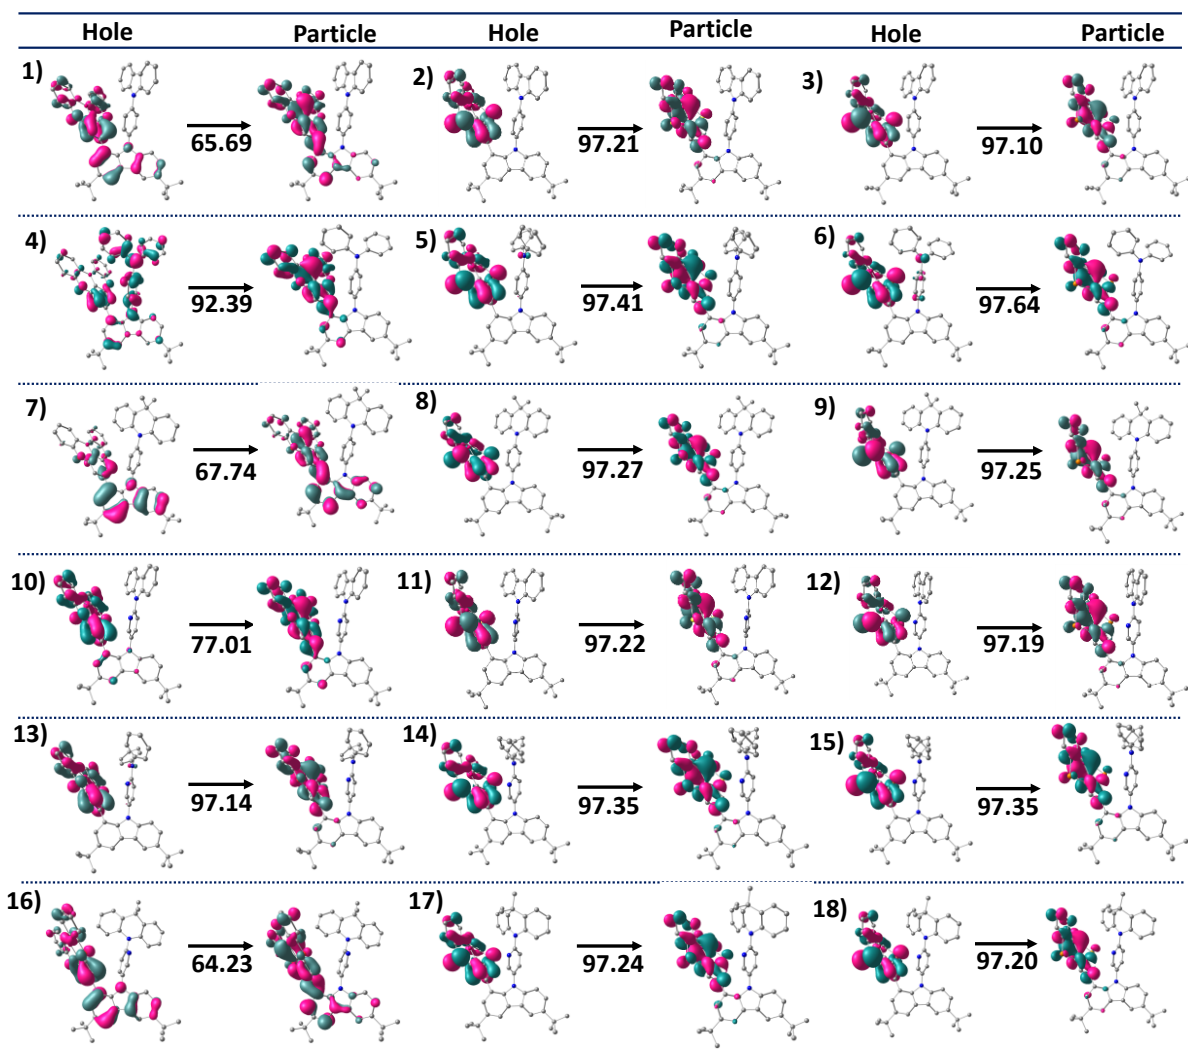 Hole Particle Hole Particle Hole Particle
1) 65.69 2) 97.21 3) 97.10
4) 92.39 5) 97.41 6) 97.64
7) 67.74 8) 97.27 9) 97.25
10) 77.01 11) 97.22 12) 97.19
13) 97.14 14) 97.35 15) 97.35
16) 64.23 17) 97.24 18) 97.20